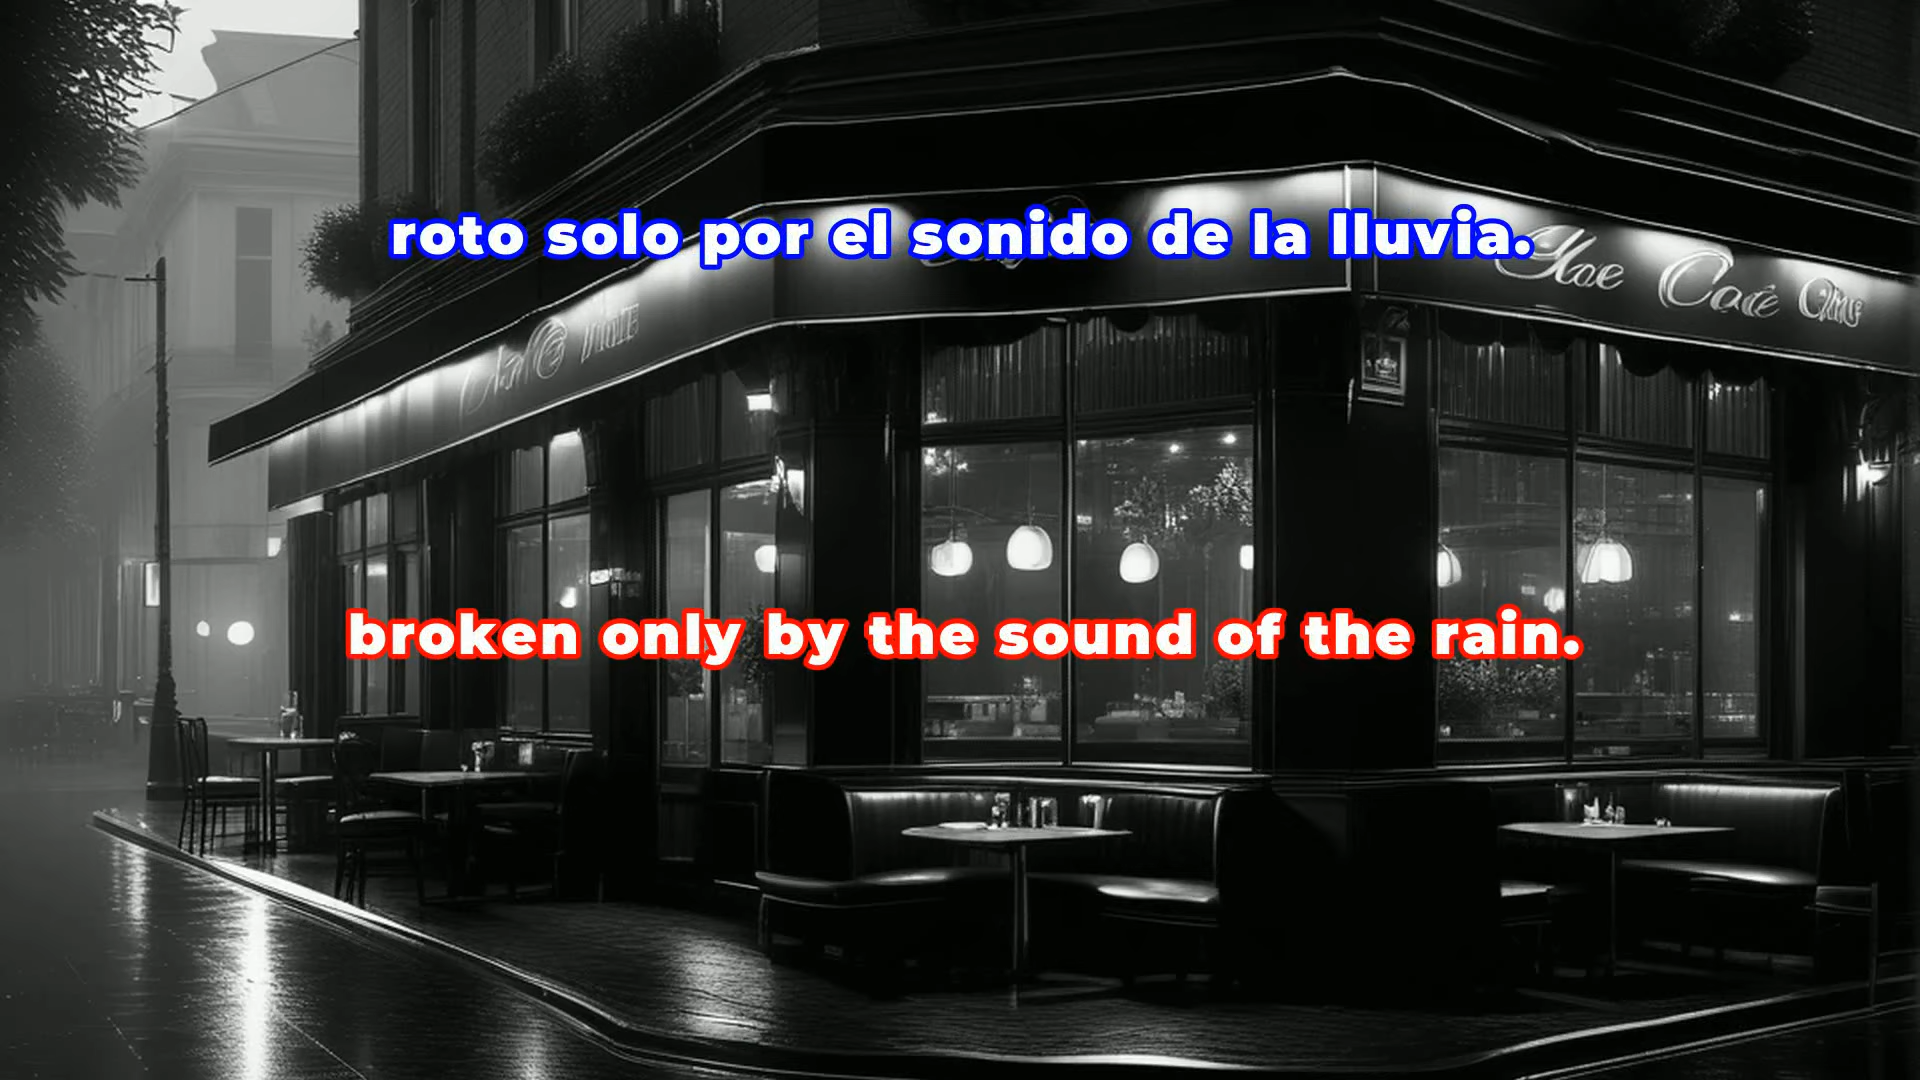 roto solo por el sonido de la lluvia.
broken only by the sound of the rain.